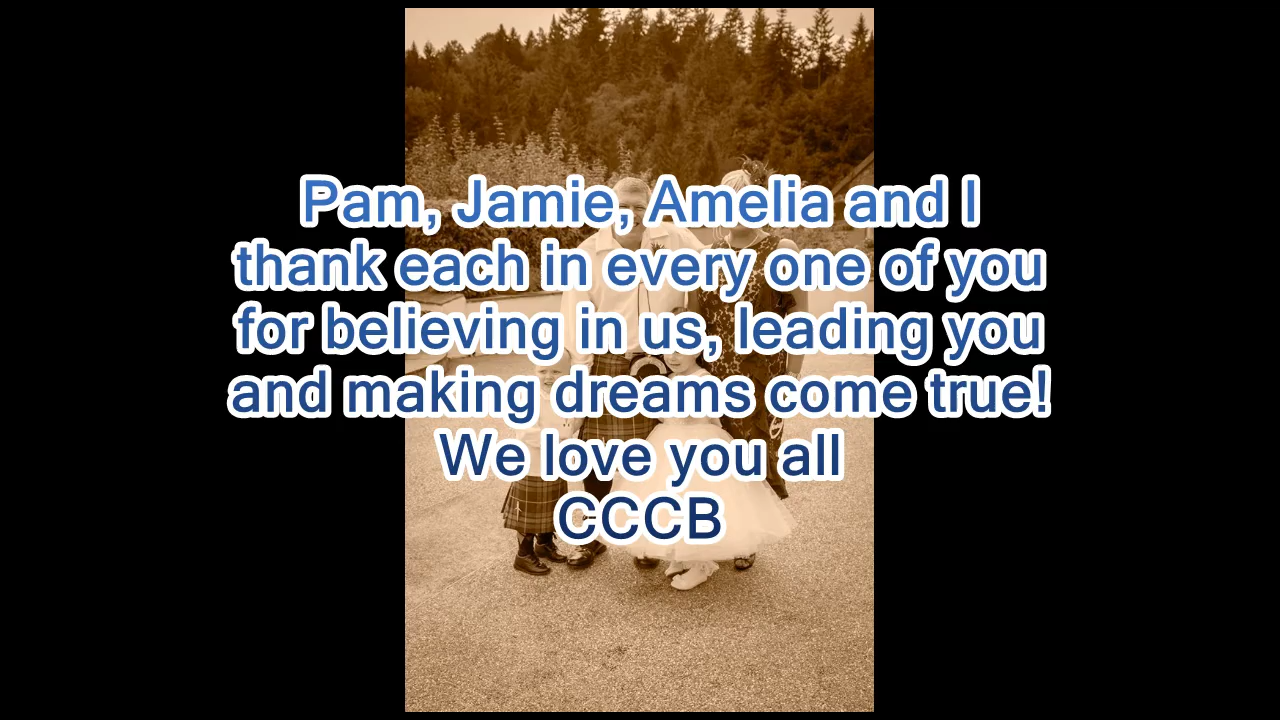 Pam, Jamie, Amelia and I
thank each in every one of you
for believing in us, leading you
and making dreams come true!
We love you all
CCCB